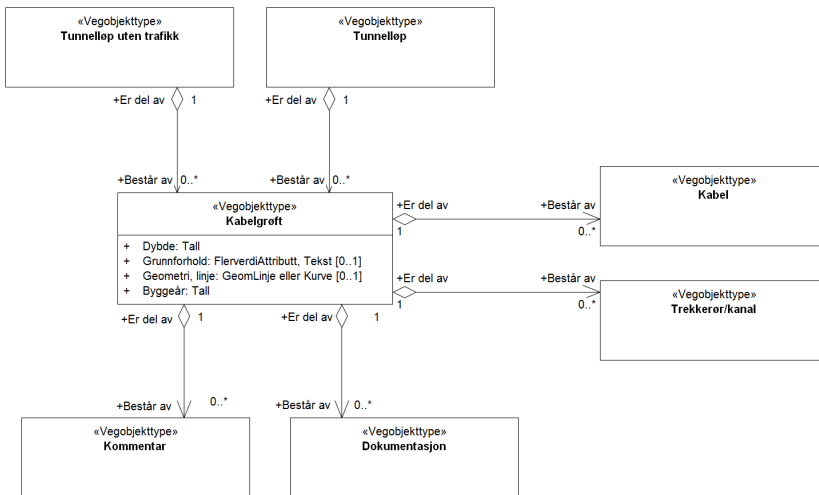 «Vegobjekttype»
Tunnelløp uten trafikk
«Vegobjekttype»
Tunnelløp
+Er del av 1
+Er del av 1
+Består av 0..*
+Består av 0..*
«Vegobjekttype»
Kabelgrøft
+ Dybde: Tall
+ Grunnforhold: FlerverdiAttributt, Tekst [0..1]
+ Geometri, linje: GeomLinje eller Kurve [0..1]
+ Byggeår: Tall
+Er del av
1
+Består av
0..*
«Vegobjekttype»
Kabel
+Er del av
1
+Består av
0..*
«Vegobjekttype»
Trekkerør/kanal
+Er del av 1
+Er del av 1
+Består av 0..*
+Består av 0..*
«Vegobjekttype»
Kommentar
«Vegobjekttype»
Dokumentasjon